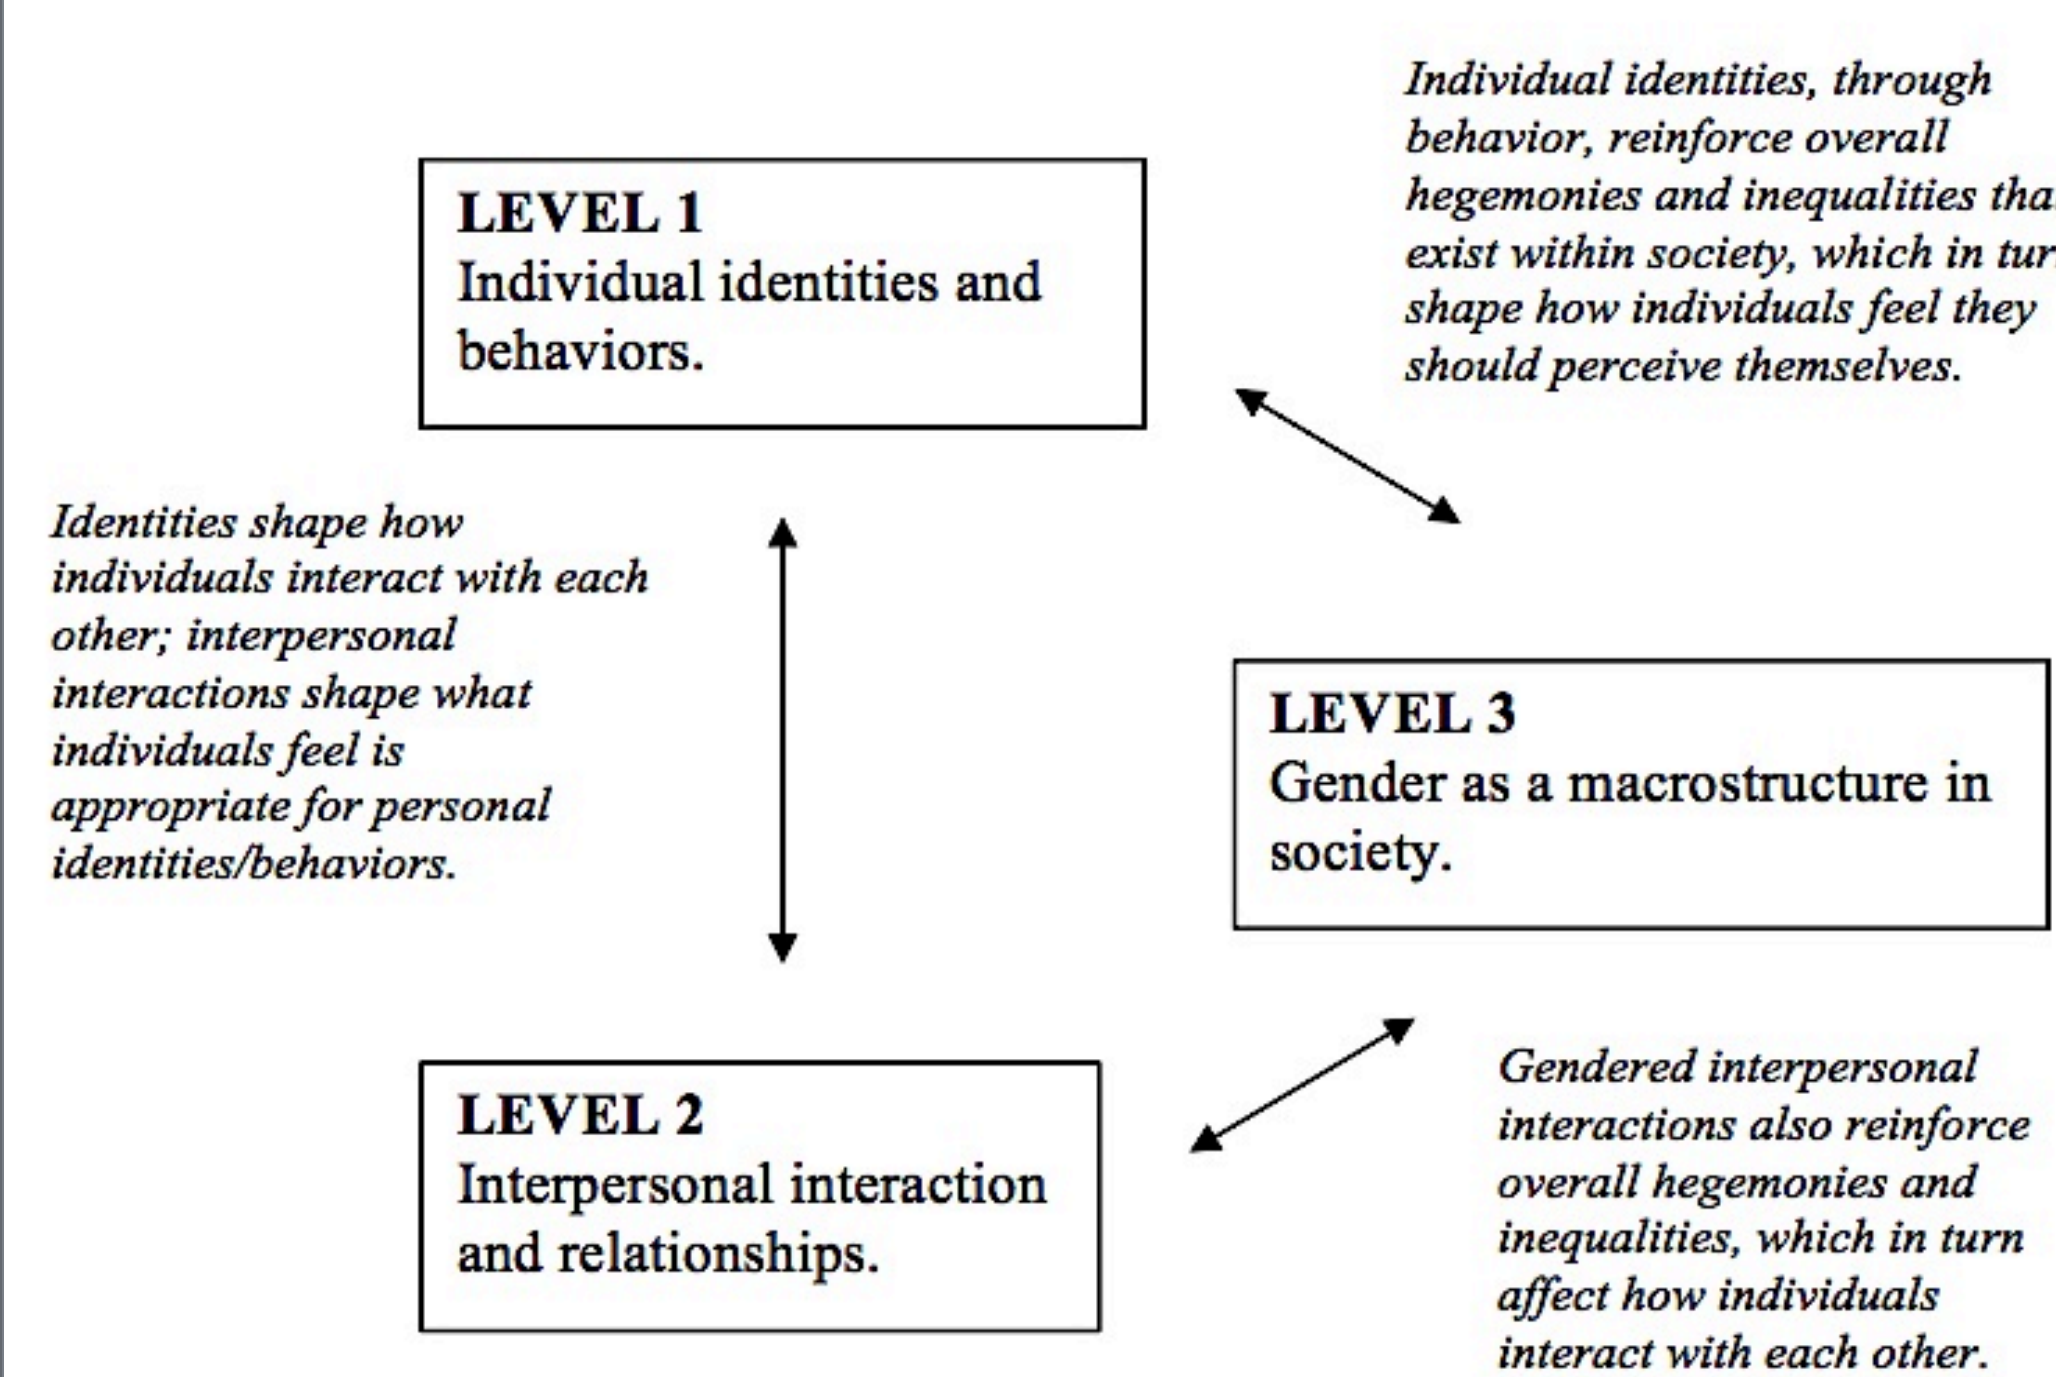 Individual identities, through
behavior, reinforce overall
hegemonies and inequalities
exist within society, which in
shape how individuals feel they
should perceive themselves.
LEVEL 1
Individual identities and
behaviors.
Identities shape how
individuals interact with each
other; interpersonal
interactions shape what
individuals feel is
appropriate for personal
identities/behaviors.
LEVEL 3
Gender as a macrostructure in
society.
LEVEL 2
Interpersonal interaction
and relationships.
Gendered interpersonal
interactions also reinforce
overall hegemonies and
inequalities, which in turn
affect how individuals
interact with each other.